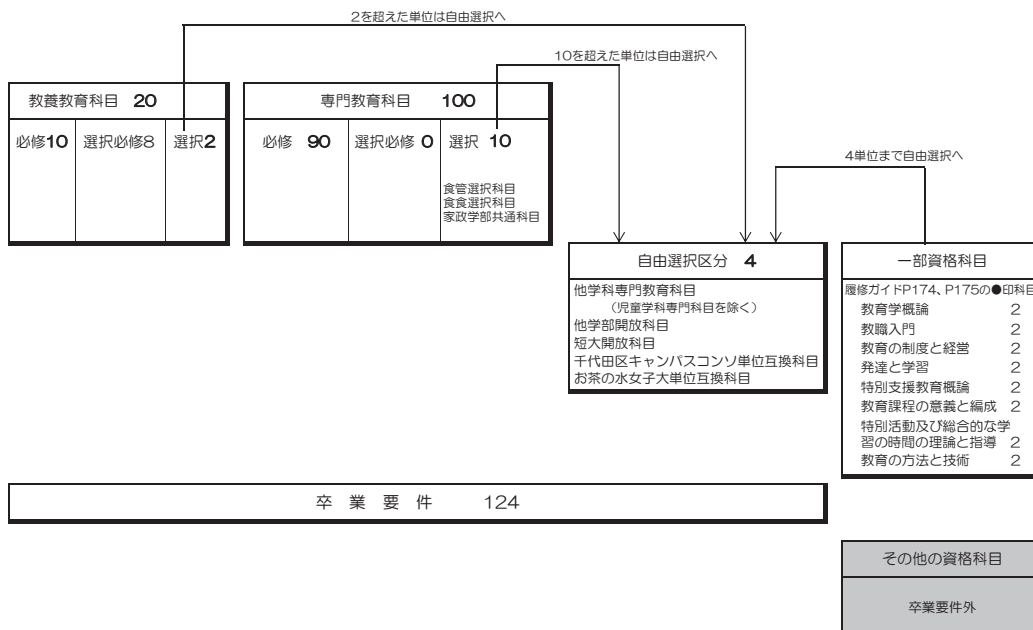 2を超えた単位は自由選択へ
10を超えた単位は自由選択へ
教養教育科目 20
必修10 選択必修8 選択2
専門教育科目 100
必修 90 選択必修 0 選択 10
食管選択科目
食食選択科目
家政学部共通科目
4単位まで自由選択へ
自由選択区分 4
他学科専門教育科目
（児童学科専門科目を除く）
他学部開放科目
短大開放科目
千代田区キャンパスコンソ単位互換科目
お茶の水女子大単位互換科目
一部資格科目
履修ガイドP174、P175の●印科目
教育学概論 2
教職入門 2
教育の制度と経営 2
発達と学習 2
特別支援教育概論 2
教育課程の意義と編成 2
特別活動及び総合的な学
習の時間の理論と指導 2
教育の方法と技術 2
卒業要件 124
その他の資格科目
卒業要件外